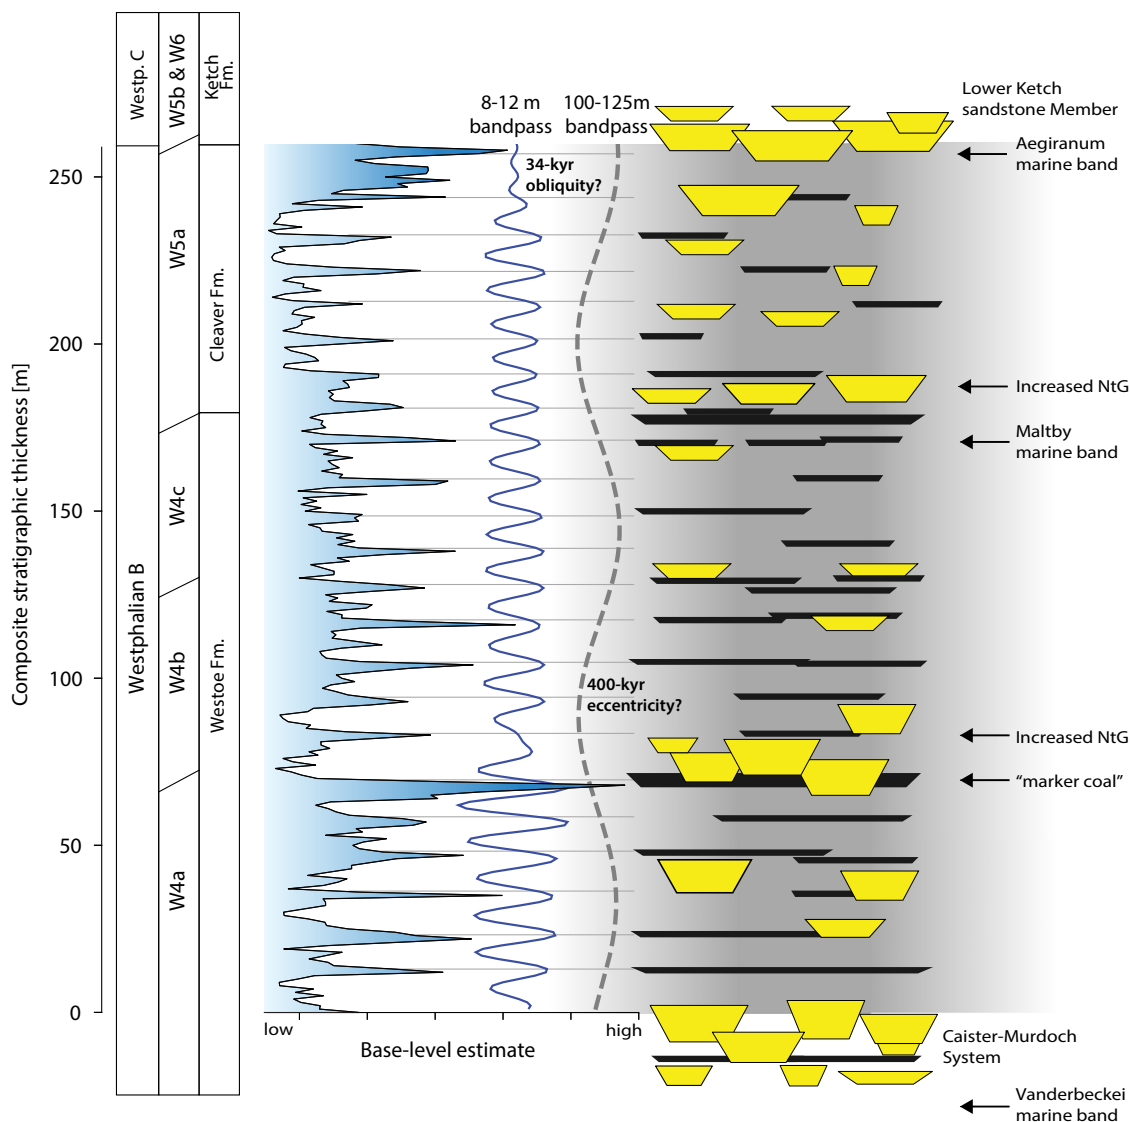 Westp. C
W5b & W6
Ketch
Fm.
8-12 m
bandpass
100-125m
bandpass
Lower Ketch
sandstone Member
Aegiranum
marine band
34-kyr
obliquity?
250
W5a
Cleaver Fm.
200
Increased NtG
Maltby
marine band
Composite stratigraphic thickness [m]
W4c
150
Westphalian B
W4b
Westoe Fm.
100
400-kyr
eccentricity?
Increased NtG
“marker coal”
50
W4a
0
low
high
Base-level estimate
Caister-Murdoch
System
Vanderbeckei
marine band